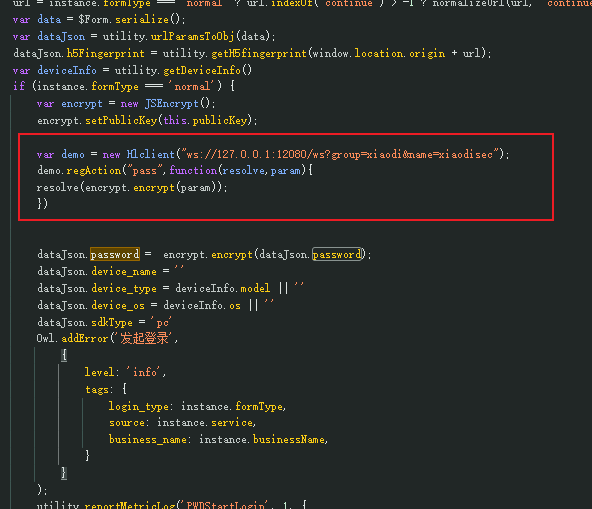 url = instance.formType === 'normal' ? url.indexOf('continue') > -1 ? normalizeUrl(url, 'continue
var data = $Form.serialize();
var dataJson = utility.urlParamsToObj(data);
dataJson.h5Fingerprint = utility.getH5fingerprint(window.location.origin + url);
var deviceInfo = utility.getDeviceInfo()
if (instance.formType === 'normal') {
var encrypt = new JSEncrypt();
encrypt.setPublicKey(this.publicKey);
var demo = new Hlclient("ws://127.0.0.1:12080/ws?group=xiaodi&name=xiaodisec");
demo.regAction("pass",function(resolve,param){
resolve(encrypt.encrypt(param));
})
dataJson.password = encrypt.encrypt(dataJson.password);
dataJson.device_name = ''
dataJson.device_type = deviceInfo.model || ''
dataJson.device_os = deviceInfo.os || ''
dataJson.sdkType = 'pc'
Owl.addError('发起登录',
{
level: 'info',
tags: {
login_type: instance.formType,
source: instance.service,
business_name: instance.businessName,
}
}
);
utility.reportMetricLog('PWDStartLogin', 1, {